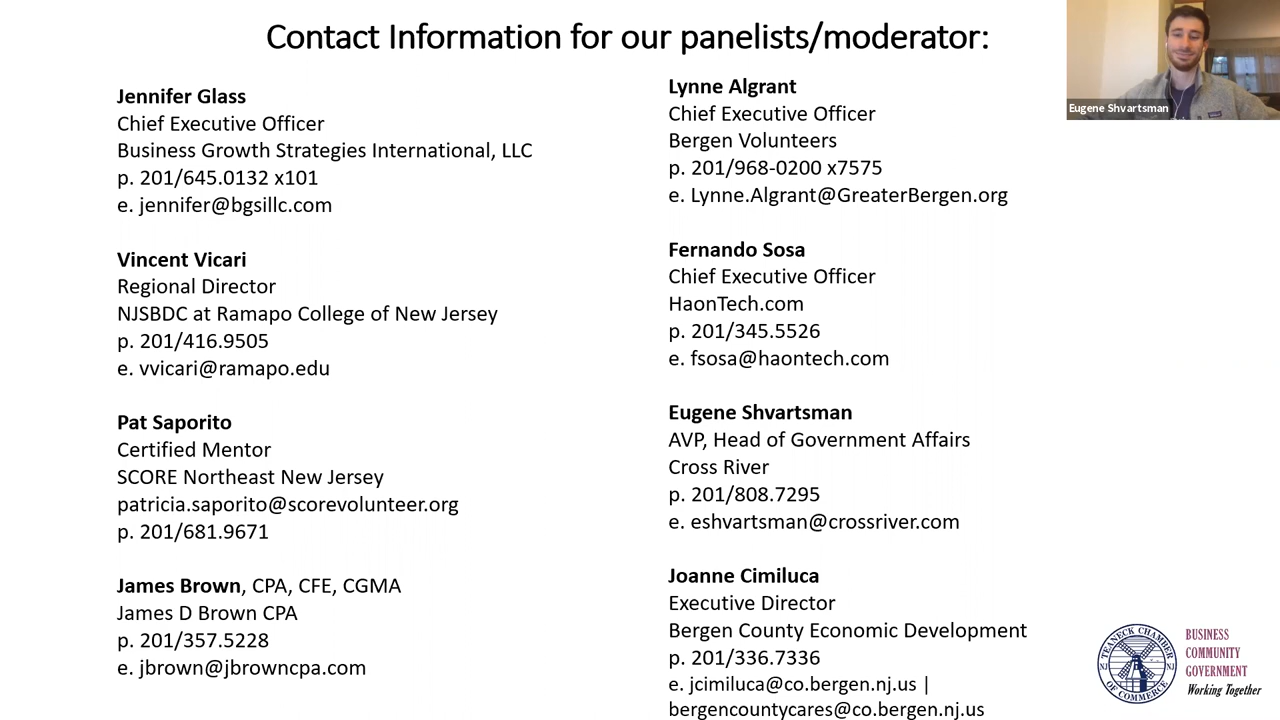 Contact Information for our panelists/moderator:
Jennifer Glass
Chief Executive Officer
Business Growth Strategies International, LLC
p. 201/645.0132 x101
e. jennifer@bgsillc.com
Vincent Vicari
Regional Director
NJSBDC at Ramapo College of New Jersey
p. 201/416.9505
e. vvicari@ramapo.edu
Pat Saporito
Certified Mentor
SCORE Northeast New Jersey
patricia.saporito@scorevolunteer.org
p. 201/681.9671
James Brown, CPA, CFE, CGMA
James D Brown CPA
p. 201/357.5228
e. jbrown@jbrowncpa.com
Lynne Algrant
Chief Executive Officer
Bergen Volunteers
p. 201/968-0200 x7575
e. Lynne.Algrant@GreaterBergen.org
Fernando Sosa
Chief Executive Officer
HaonTech.com
p. 201/345.5526
e. fsosa@haontech.com
Eugene Shvartsman
AVP, Head of Government Affairs
Cross River
p. 201/808.7295
e. eshvartsman@crossriver.com
Joanne Cimiluca
Executive Director
Bergen County Economic Development
p. 201/336.7336
e. jcimiluca@co.bergen.nj.us |
bergencountycares@co.bergen.nj.us
Eugene Shvartsman
TEANECK CHAMBER
NJ NJ
OF COMMERCE
BUSINESS
COMMUNITY
GOVERNMENT
Working Together